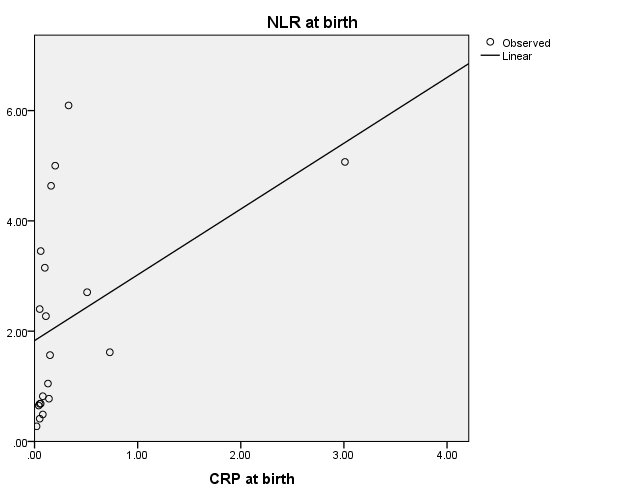 NLR at birth
Observed
Linear
6.00
4.00
2.00
.00
.00 1.00 2.00 3.00 4.00
CRP at birth